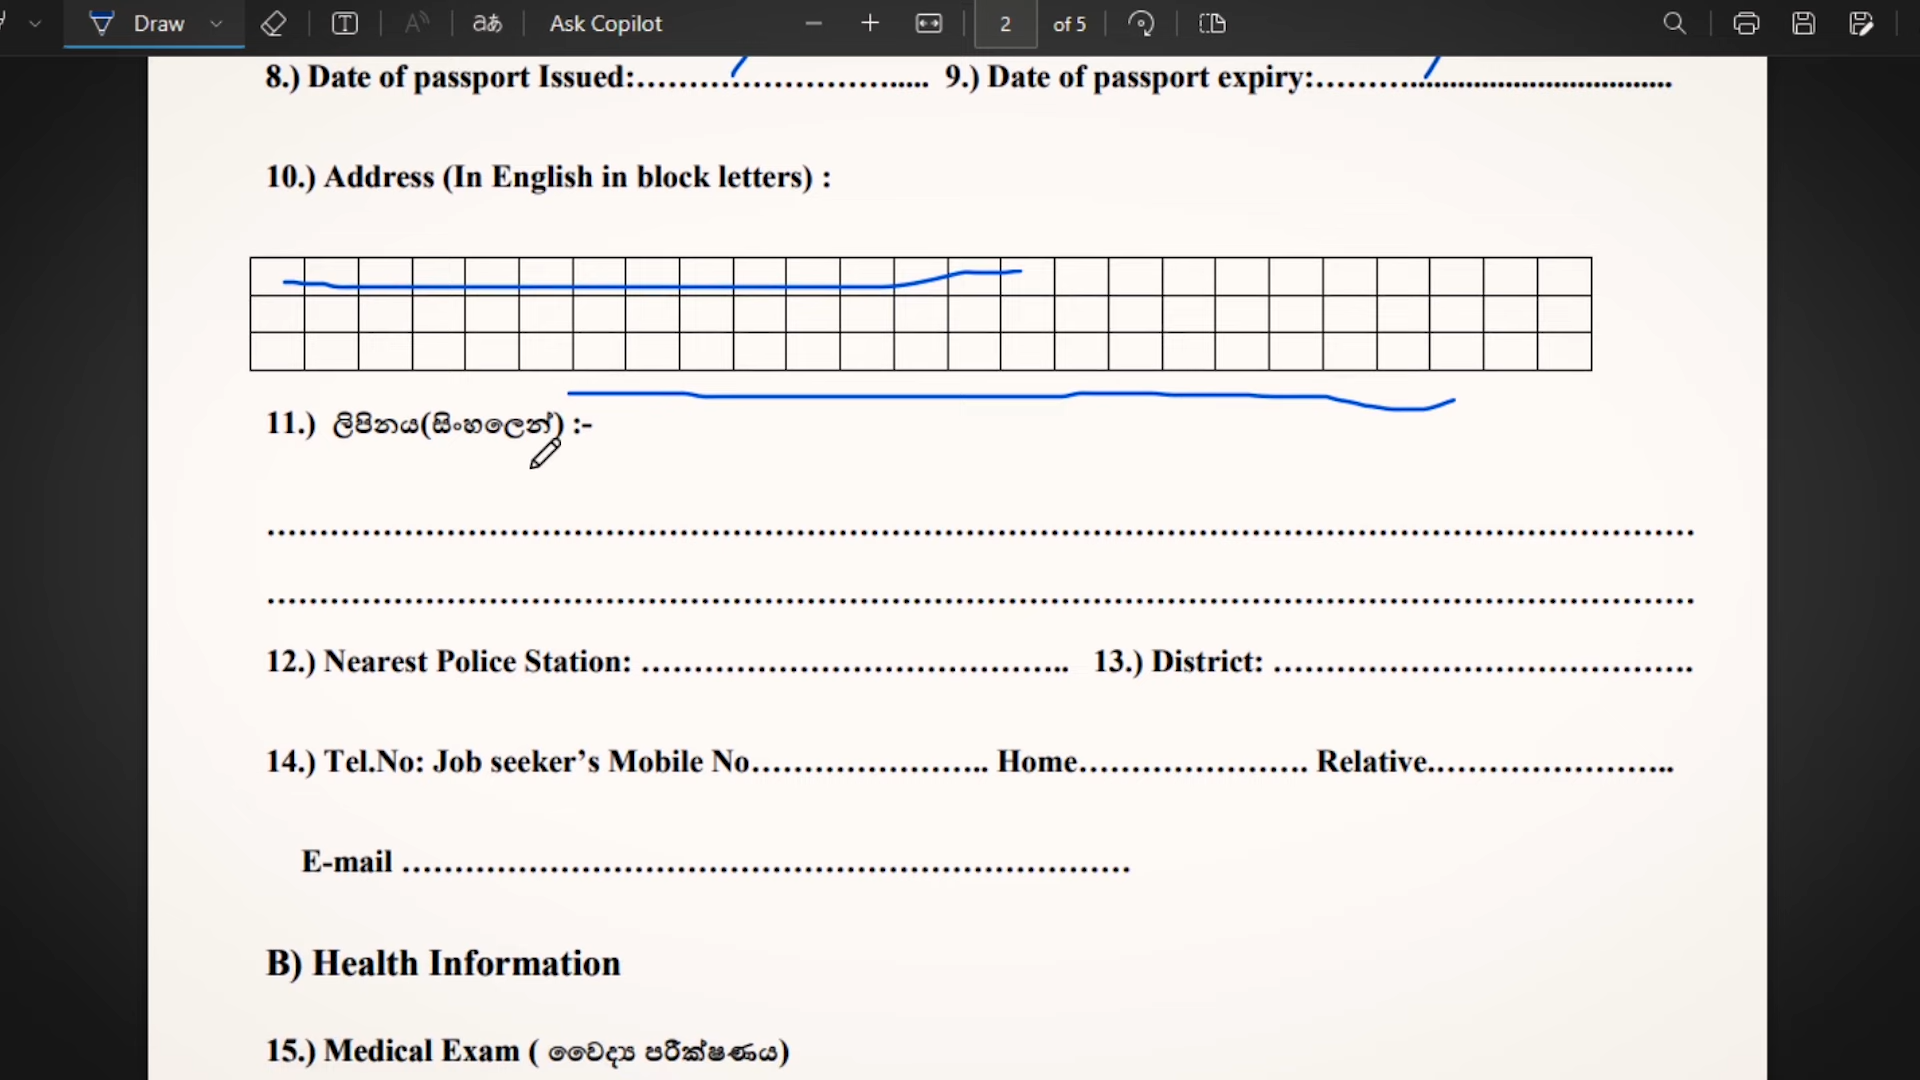 Draw aあ Ask Copilot 2 of 5
8.) Date of passport Issued:…………………………..... 9.) Date of passport expiry:………..................................
10.) Address (In English in block letters) :
11.) ලිපිනය(සිංහලෙන්) :-
………………………………………………………………………………………………………………………
………………………………………………………………………………………………………………………
12.) Nearest Police Station: ………………………………….. 13.) District: ………………………………….
14.) Tel.No: Job seeker’s Mobile No………………….. Home…………………. Relative…………………..
E-mail ……………………………………………………………
B) Health Information
15.) Medical Exam ( වෛද්‍ය පරීක්ෂණය)